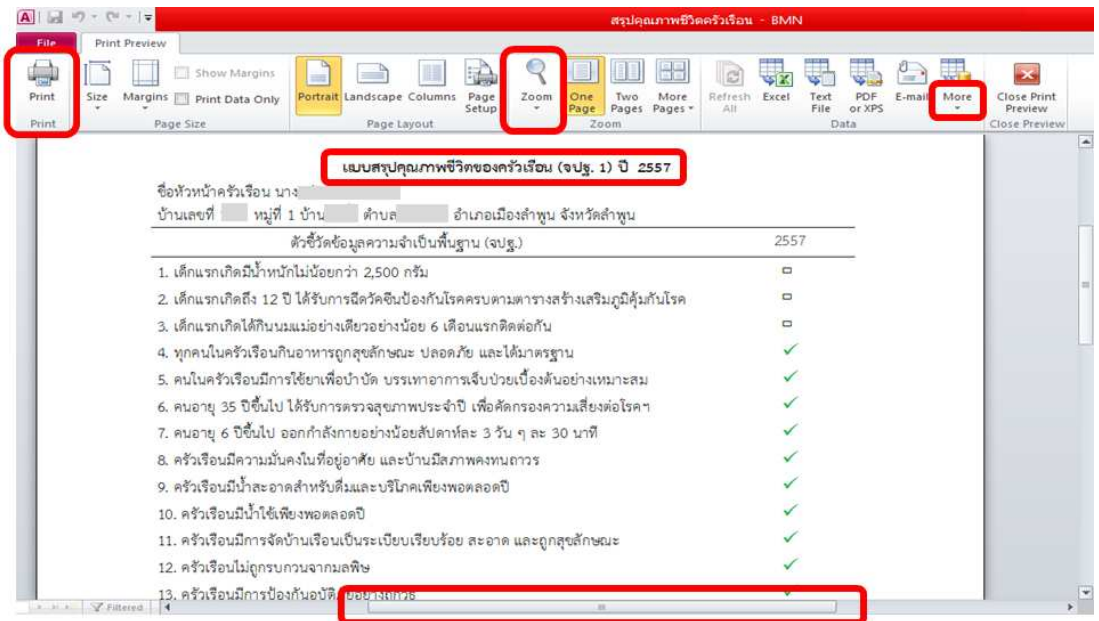 สรุปคุณภาพชีวิตครัวเรือน - BMN
File Print Preview
Show Margins
Print Data Only
Print Size Margins Portrait Landscape Columns Page Setup Zoom One Page Two Pages More Pages Refresh All Excel Text File PDF or XPS E-mail More Close Print Preview
Print Page Size Page Layout Zoom Data Close Preview
แบบสรุปคุณภาพชีวิตของครัวเรือน (จปฐ. 1) ปี 2557
ชื่อหัวหน้าครัวเรือน นาง
บ้านเลขที่ หมู่ที่ 1 บ้าน ตำบล อำเภอเมืองลำพูน จังหวัดลำพูน
ตัวชี้วัดข้อมูลความจำเป็นพื้นฐาน (จปฐ.) 2557
1. เด็กแรกเกิดมีน้ำหนักไม่น้อยกว่า 2,500 กรัม
2. เด็กแรกเกิดถึง 12 ปี ได้รับการฉีดวัคซีนป้องกันโรคครบตามตารางสร้างเสริมภูมิคุ้มกันโรค
3. เด็กแรกเกิดได้กินนมแม่อย่างเดียวอย่างน้อย 6 เดือนแรกติดต่อกัน
4. ทุกคนในครัวเรือนกินอาหารถูกสุขลักษณะ ปลอดภัย และได้มาตรฐาน ✓
5. คนในครัวเรือนมีการใช้ยาเพื่อบำบัด บรรเทาอาการเจ็บป่วยเบื้องต้นอย่างเหมาะสม ✓
6. คนอายุ 35 ปีขึ้นไป ได้รับการตรวจสุขภาพประจำปี เพื่อคัดกรองความเสี่ยงต่อโรคฯ ✓
7. คนอายุ 6 ปีขึ้นไป ออกกำลังกายอย่างน้อยสัปดาห์ละ 3 วัน ๆ ละ 30 นาที ✓
8. ครัวเรือนมีความมั่นคงในที่อยู่อาศัย และบ้านมีสภาพคงทนถาวร ✓
9. ครัวเรือนมีน้ำสะอาดสำหรับดื่มและบริโภคเพียงพอตลอดปี ✓
10. ครัวเรือนมีน้ำใช้เพียงพอตลอดปี ✓
11. ครัวเรือนมีการจัดบ้านเรือนเป็นระเบียบเรียบร้อย สะอาด และถูกสุขลักษณะ ✓
12. ครัวเรือนไม่ถูกรบกวนจากมลพิษ ✓
13. ครัวเรือนมีการป้องกันอุบัติภัยอย่างถูกวิธี ✓
Filtered